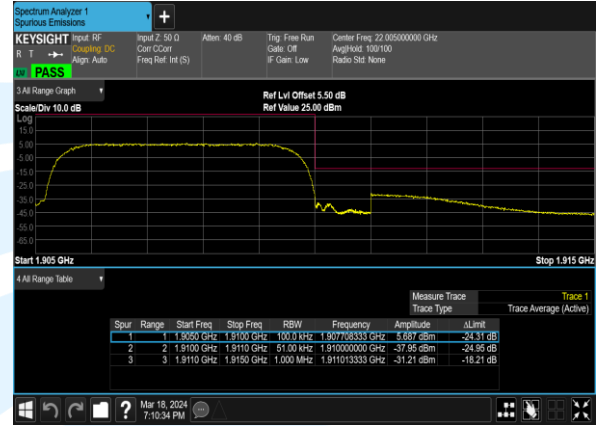 Spectrum Analyzer 1
Spurious Emissions
+
KEYSIGHT Input: RF Input Z: 50 Ω Atten: 40 dB Trig: Free Run Center Freq: 22.005000000 GHz
R T Coupling: DC Corr CCorr Gate: Off Avg|Hold: 100/100
Align: Auto Freq Ref: Int (S) IF Gain: Low Radio Std: None
PASS
3 All Range Graph
Ref Lvl Offset 5.50 dB
Scale/Div 10.0 dB Ref Value 25.00 dBm
Log
15.0
5.00
-5.00
-15.0
-25.0
-35.0
-45.0
-55.0
-65.0
Start 1.905 GHz Stop 1.915 GHz
4 All Range Table
Measure Trace Trace 1
Trace Type Trace Average (Active)
Spur Range Start Freq Stop Freq RBW Frequency Amplitude ΔLimit
1 1 1.9050 GHz 1.9100 GHz 100.0 kHz 1.907708333 GHz 5.687 dBm -24.31 dB
2 2 1.9100 GHz 1.9110 GHz 51.00 kHz 1.910000000 GHz -37.95 dBm -24.95 dB
3 3 1.9110 GHz 1.9150 GHz 1.000 MHz 1.911013333 GHz -31.21 dBm -18.21 dB
? Mar 18, 2024
7:10:34 PM